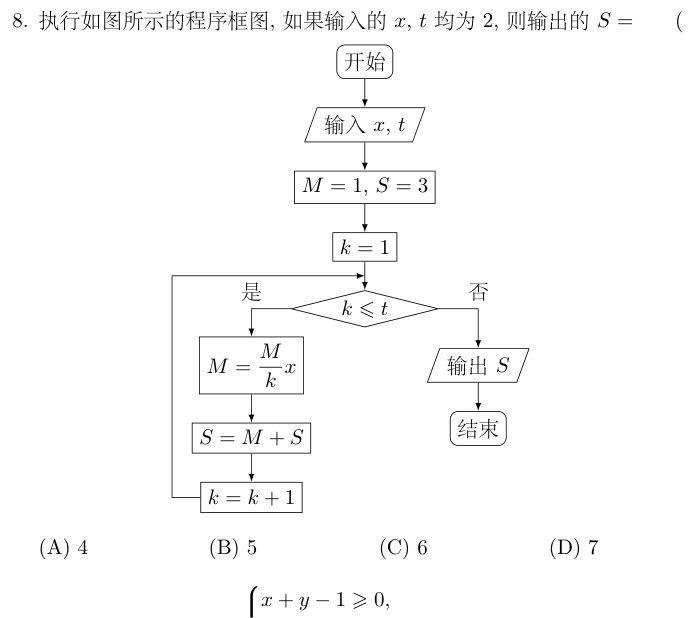 8. 执行如图所示的程序框图, 如果输入的 x, t 均为 2, 则输出的 S = (
开始
输入 x, t
M = 1, S = 3
k = 1
是
k ⩽ t
否
M = \frac{M}{k}x
输出 S
S = M + S
结束
k = k + 1
(A) 4 (B) 5 (C) 6 (D) 7
{ x + y − 1 ⩾ 0,